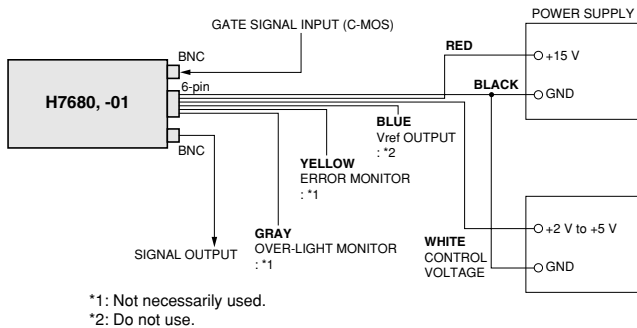 POWER SUPPLY
GATE SIGNAL INPUT (C-MOS)
RED
+15 V
BNC
6-pin
BLACK
GND
H7680, -01
BLUE
Vref OUTPUT
: *2
BNC
YELLOW
ERROR MONITOR
: *1
GRAY
OVER-LIGHT MONITOR
: *1
SIGNAL OUTPUT
WHITE
CONTROL
VOLTAGE
+2 V to +5 V
GND
*1: Not necessarily used.
*2: Do not use.